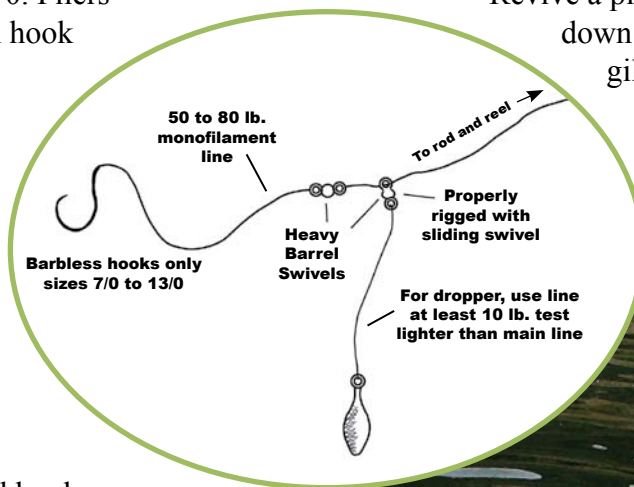 hook
down
50 to 80 lb.
monofilament
line
To rod and reel
Properly
rigged with
sliding swivel
Heavy
Barrel
Swivels
Barbless hooks only
sizes 7/0 to 13/0
For dropper, use line
at least 10 lb. test
lighter than main line